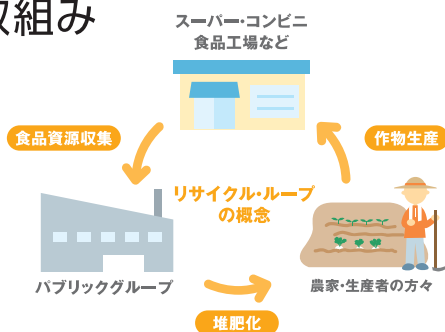 取組み
スーパー・コンビニ
食品工場など
食品資源収集
作物生産
リサイクル・ループ
の概念
パブリックグループ
農家・生産者の方々
堆肥化